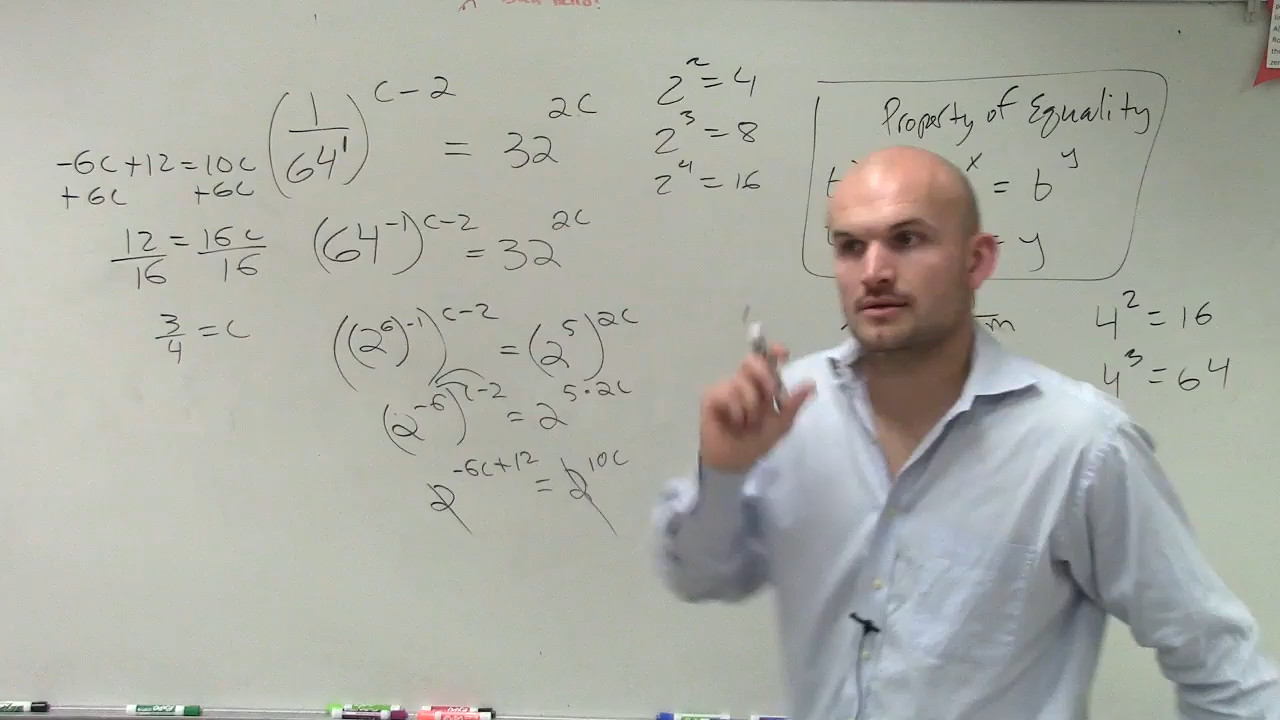 (1/64^1)^(c-2) = 32^(2c)
(64^-1)^(c-2) = 32^(2c)
((2^6)^-1)^(c-2) = (2^5)^(2c)
(2^-6)^(c-2) = 2^(5·2c)
2^(-6c+12) = 2^(10c)
-6c+12=10c
+6c +6c
12/16 = 16c/16
3/4 = c
2^2 = 4
2^3 = 8
2^4 = 16
Property of Equality
x = b^y
= y
4^2 = 16
4^3 = 64